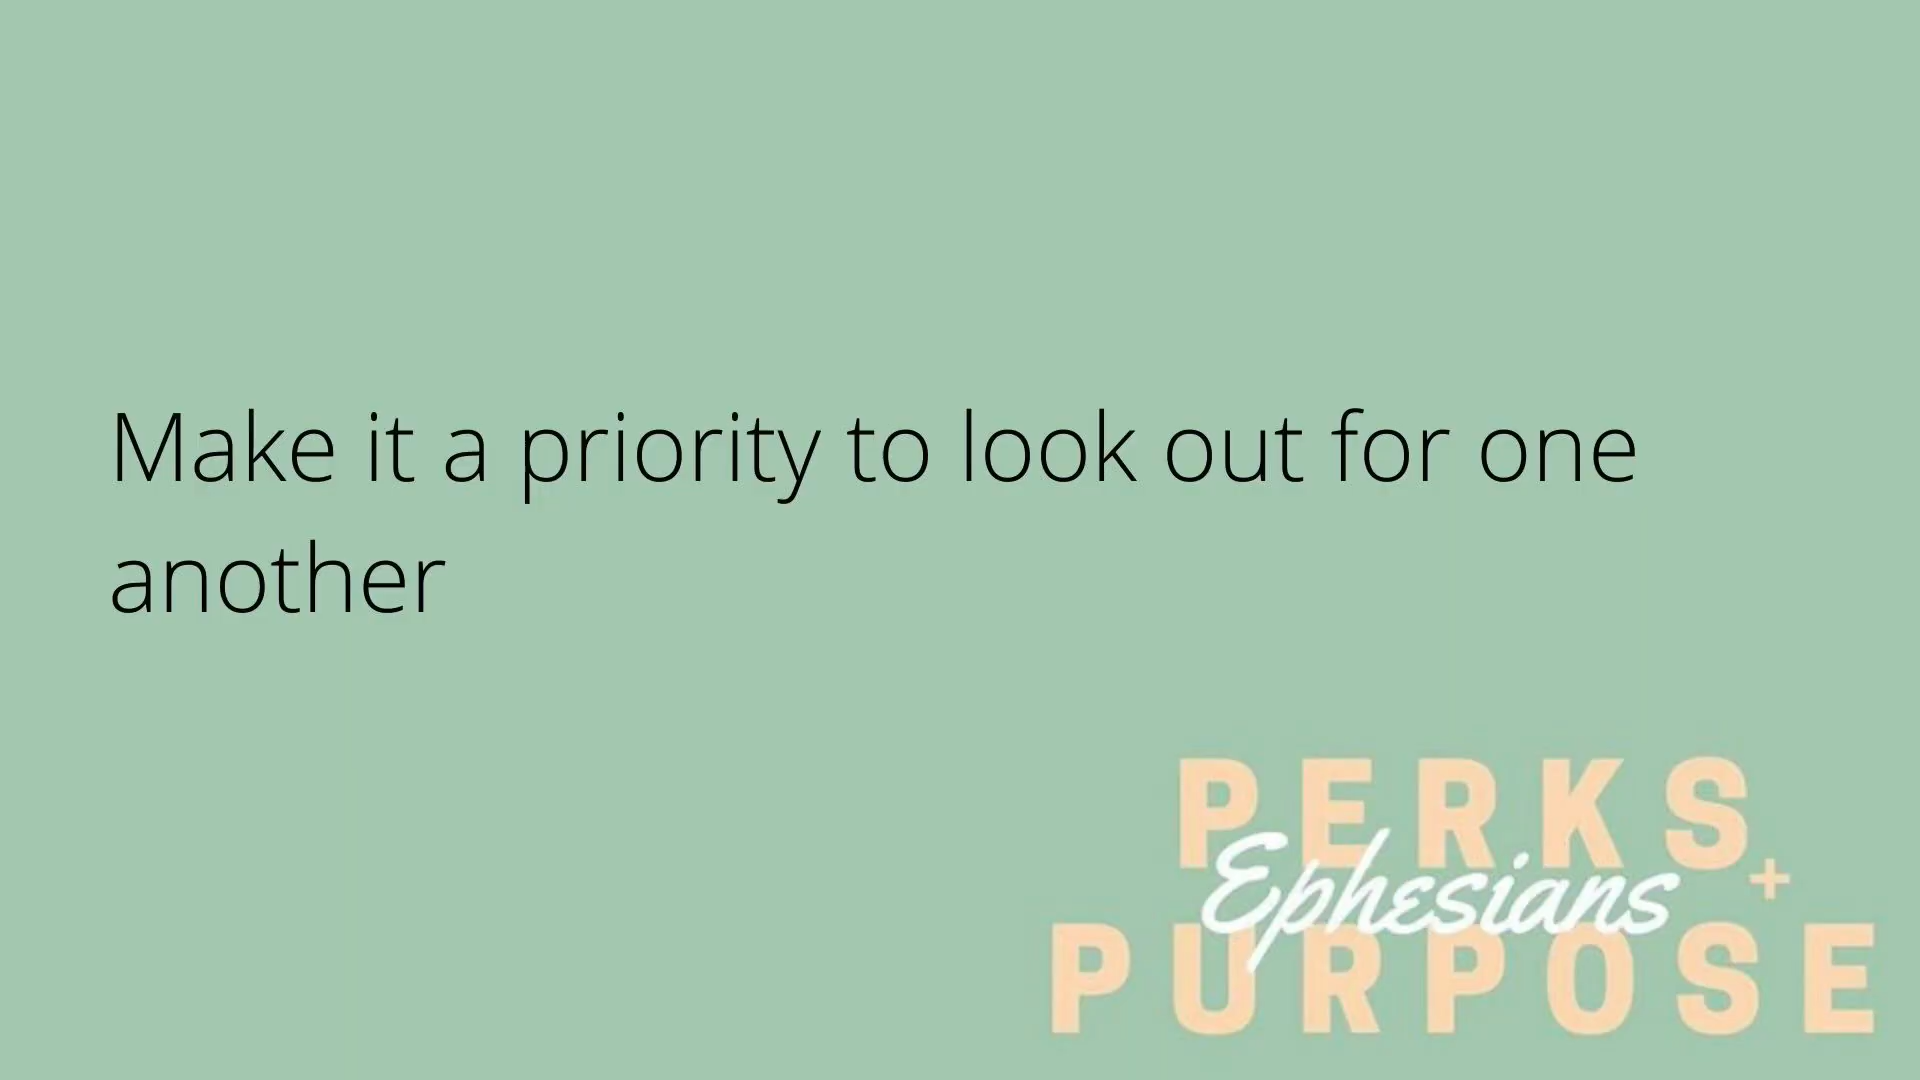 Make it a priority to look out for one
another
PERKS
Ephesians
+
PURPOSE